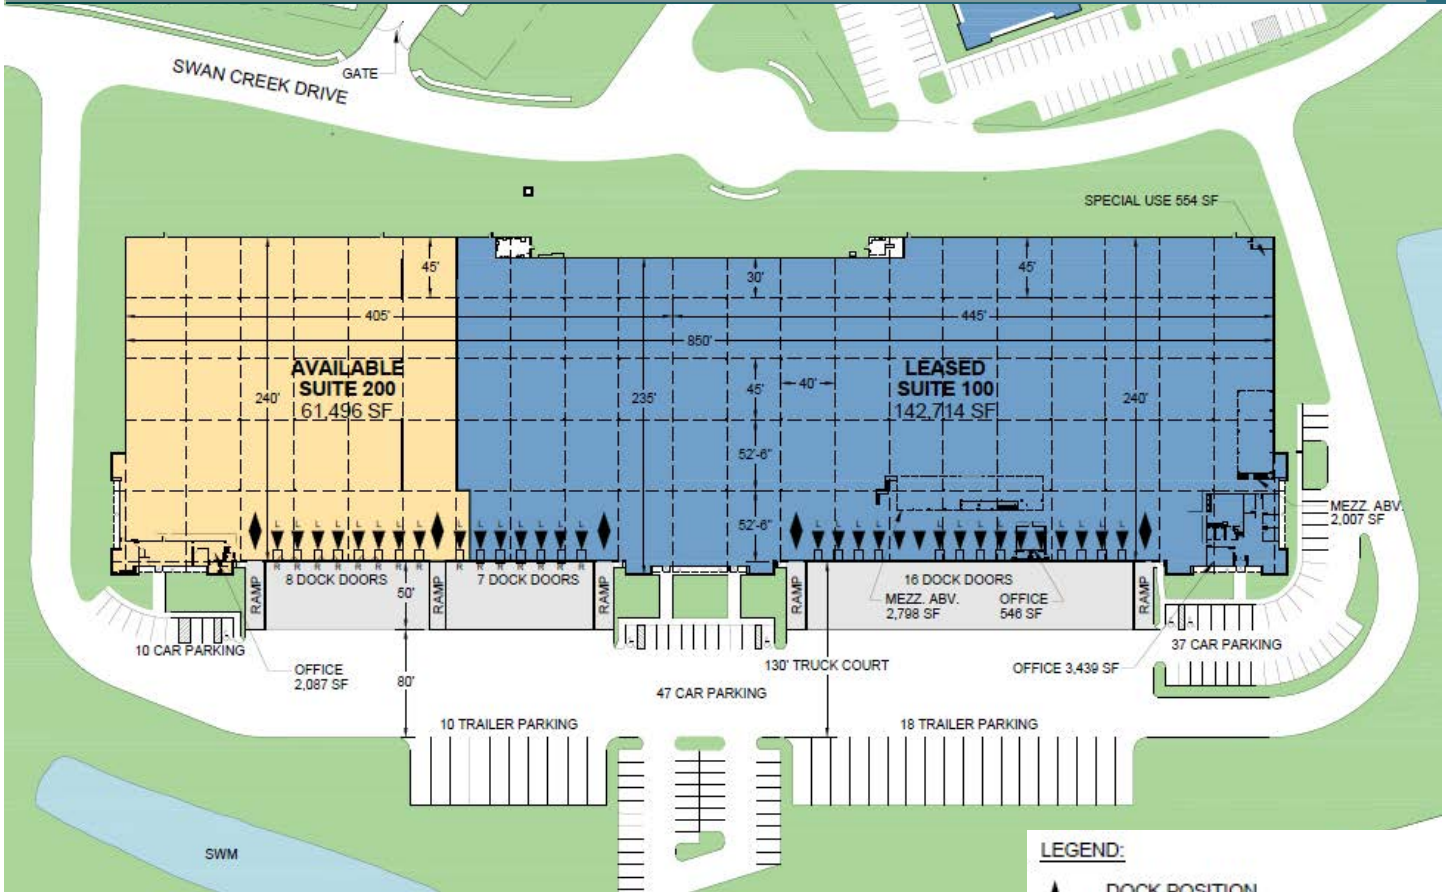 SWAN CREEK DRIVE
GATE
SPECIAL USE 554 SF
45'
30'
45'
405'
445'
850'
AVAILABLE
SUITE 200
61,496 SF
240'
235'
45'
40'
LEASED
SUITE 100
142,714 SF
240'
52'-6"
52'-6"
MEZZ. ABV.
2,007 SF
L L L L L L L L
L L L L L L L
L L L L L L L L L L L L
R R R R R R R R
R R R R R R R
RAMP
8 DOCK DOORS
RAMP
7 DOCK DOORS
RAMP
RAMP
16 DOCK DOORS
RAMP
50'
MEZZ. ABV.
2,798 SF
OFFICE
546 SF
10 CAR PARKING
37 CAR PARKING
OFFICE
2,087 SF
80'
130' TRUCK COURT
OFFICE 3,439 SF
47 CAR PARKING
10 TRAILER PARKING
18 TRAILER PARKING
SWM
LEGEND:
DOCK POSITION